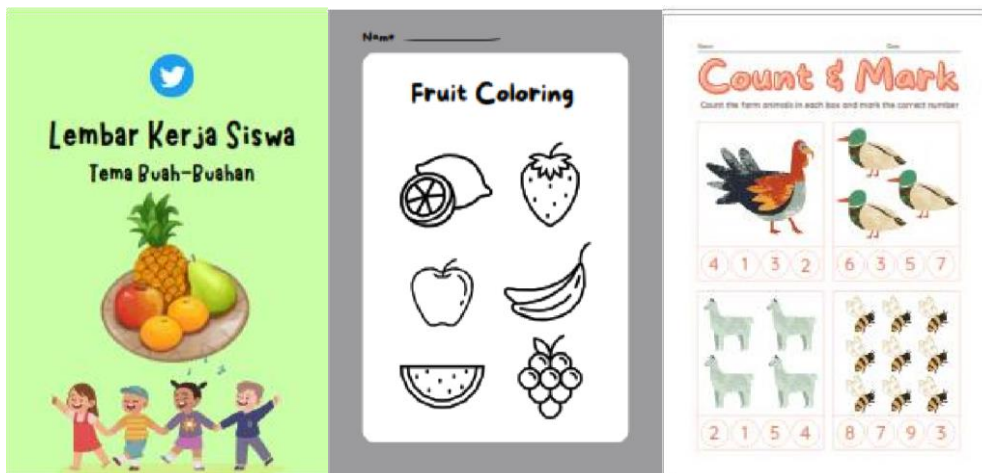 Lembar Kerja Siswa
Tema Buah-Buahan
Name
Fruit Coloring
Name
Date
Count & Mark
Count the farm animals in each box and mark the correct number
4 1 3 2
6 3 5 7
2 1 5 4
8 7 9 3